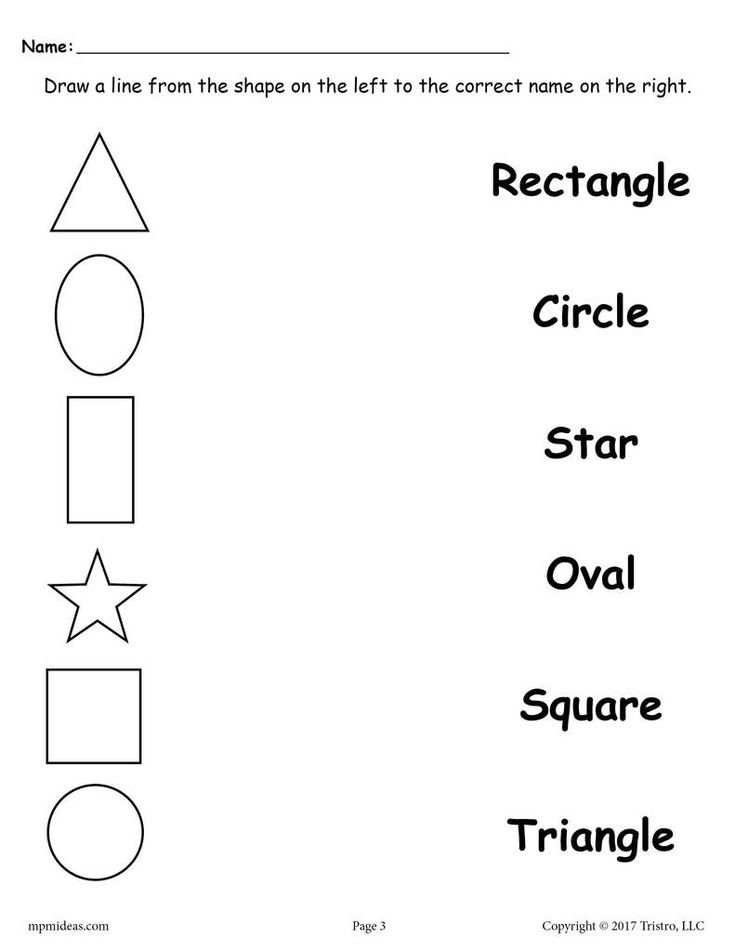 Name:
Draw a line from the shape on the left to the correct name on the right.
Rectangle
Circle
Star
Oval
Square
Triangle
mpmideas.com
Page 3
Copyright © 2017 Tristro, LLC